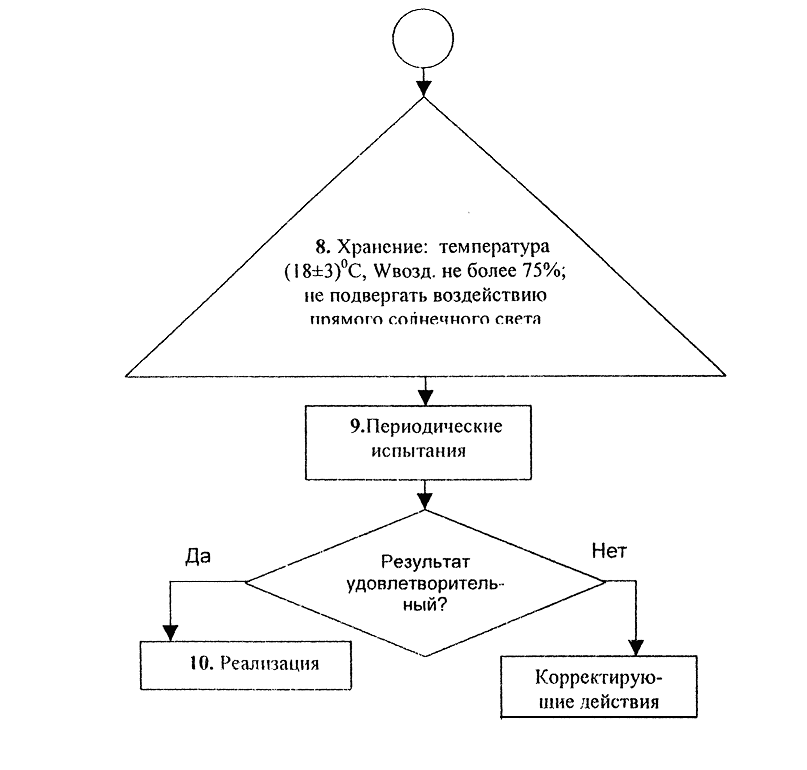 8. Хранение: температура
(18±3)⁰С, Wвозд. не более 75%;
не подвергать воздействию
прямого солнечного света
9.Периодические
испытания
Да
Нет
Результат
удовлетворитель-
ный?
10. Реализация
Корректирую-
щие действия